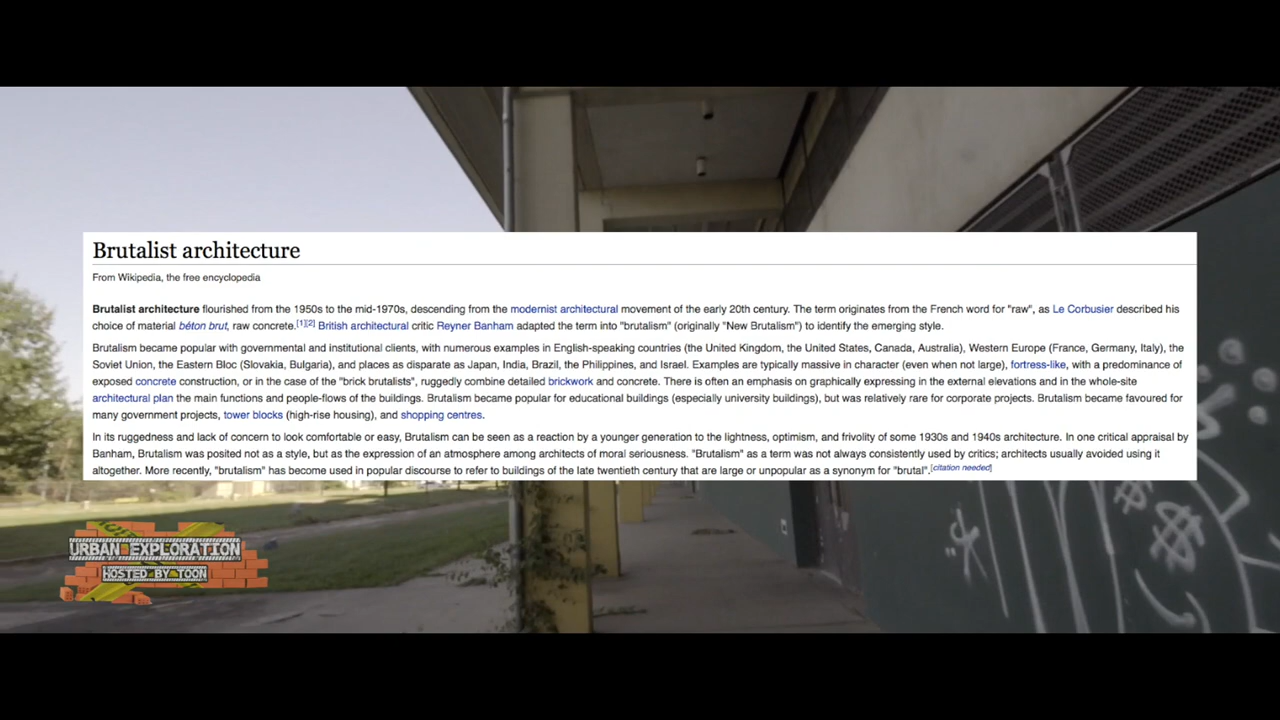 Brutalist architecture
From Wikipedia, the free encyclopedia
Brutalist architecture flourished from the 1950s to the mid-1970s, descending from the modernist architectural movement of the early 20th century. The term originates from the French word for "raw", as Le Corbusier described his
choice of material béton brut, raw concrete.[1][2] British architectural critic Reyner Banham adapted the term into "brutalism" (originally "New Brutalism") to identify the emerging style.
Brutalism became popular with governmental and institutional clients, with numerous examples in English-speaking countries (the United Kingdom, the United States, Canada, Australia), Western Europe (France, Germany, Italy), the
Soviet Union, the Eastern Bloc (Slovakia, Bulgaria), and places as disparate as Japan, India, Brazil, the Philippines, and Israel. Examples are typically massive in character (even when not large), fortress-like, with a predominance of
exposed concrete construction, or in the case of the "brick brutalists", ruggedly combine detailed brickwork and concrete. There is often an emphasis on graphically expressing in the external elevations and in the whole-site
architectural plan the main functions and people-flows of the buildings. Brutalism became popular for educational buildings (especially university buildings), but was relatively rare for corporate projects. Brutalism became favoured for
many government projects, tower blocks (high-rise housing), and shopping centres.
In its ruggedness and lack of concern to look comfortable or easy, Brutalism can be seen as a reaction by a younger generation to the lightness, optimism, and frivolity of some 1930s and 1940s architecture. In one critical appraisal by
Banham, Brutalism was posited not as a style, but as the expression of an atmosphere among architects of moral seriousness. "Brutalism" as a term was not always consistently used by critics; architects usually avoided using it
altogether. More recently, "brutalism" has become used in popular discourse to refer to buildings of the late twentieth century that are large or unpopular as a synonym for "brutal".[citation needed]
URBAN EXPLORATION
HOSTED BY TOON
$
$